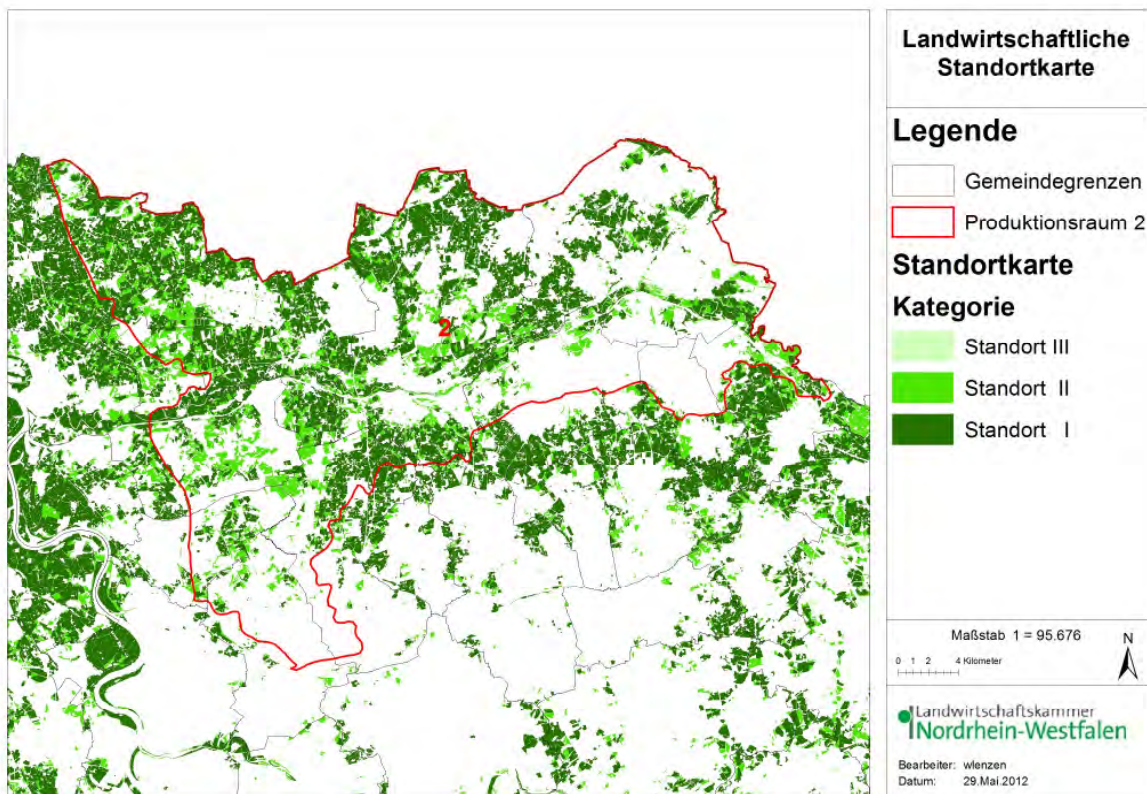 Landwirtschaftliche
Standortkarte
Legende
Gemeindegrenzen
Produktionsraum 2
Standortkarte
Kategorie
Standort III
Standort II
Standort I
2
Maßstab 1 = 95.676
N
0 1 2 4 Kilometer
Landwirtschaftskammer
Nordrhein-Westfalen
Bearbeiter: wlenzen
Datum: 29.Mai.2012